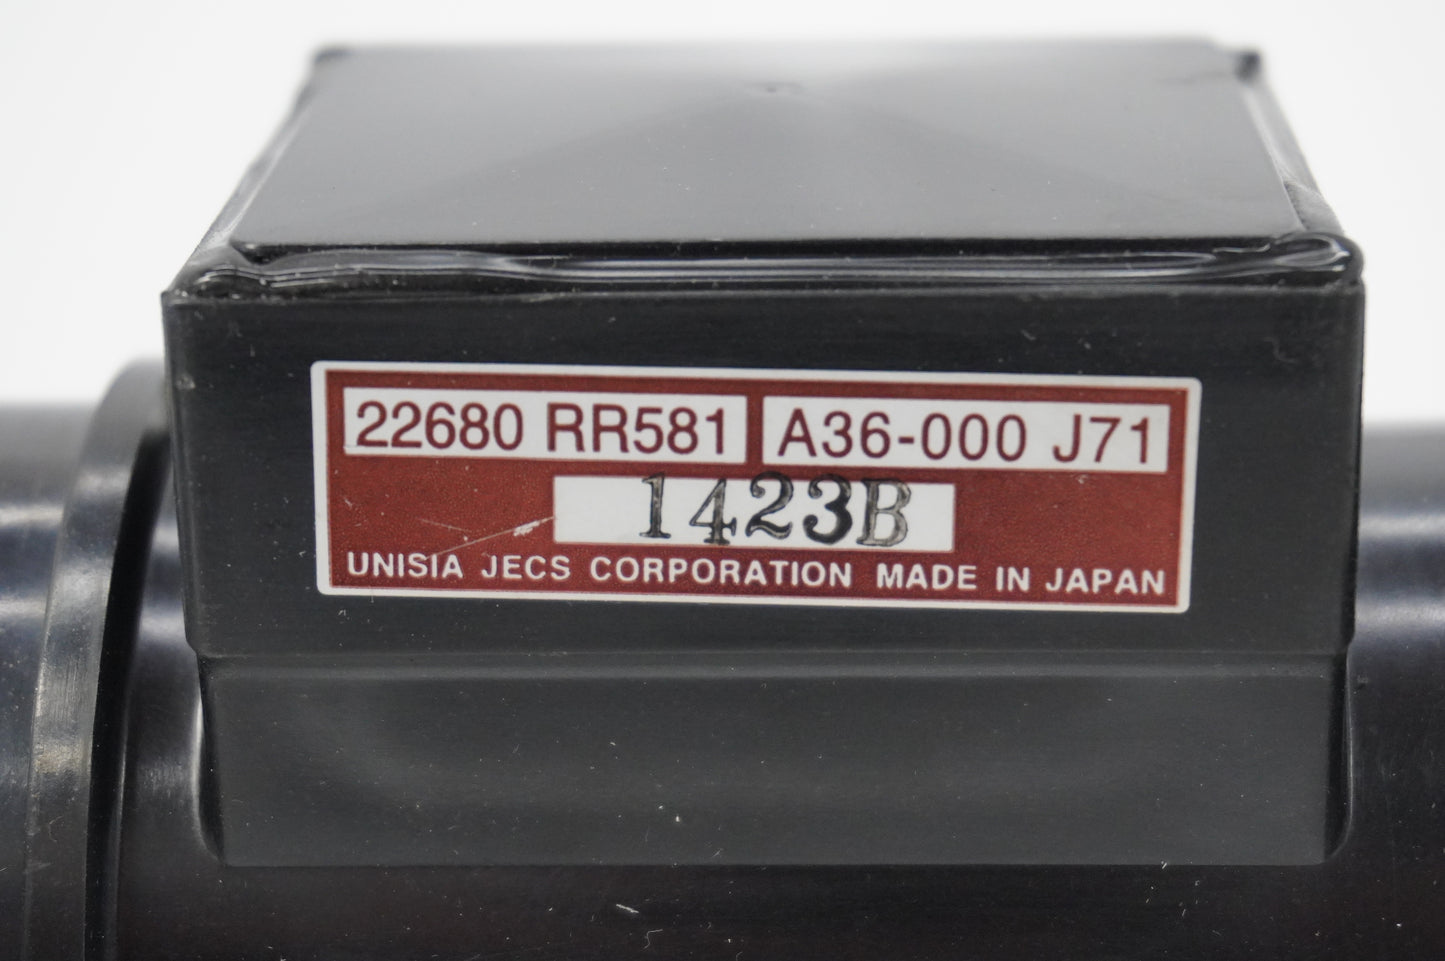 22680 RR581 A36-000 J71
1423B
UNISIA JECS CORPORATION MADE IN JAPAN